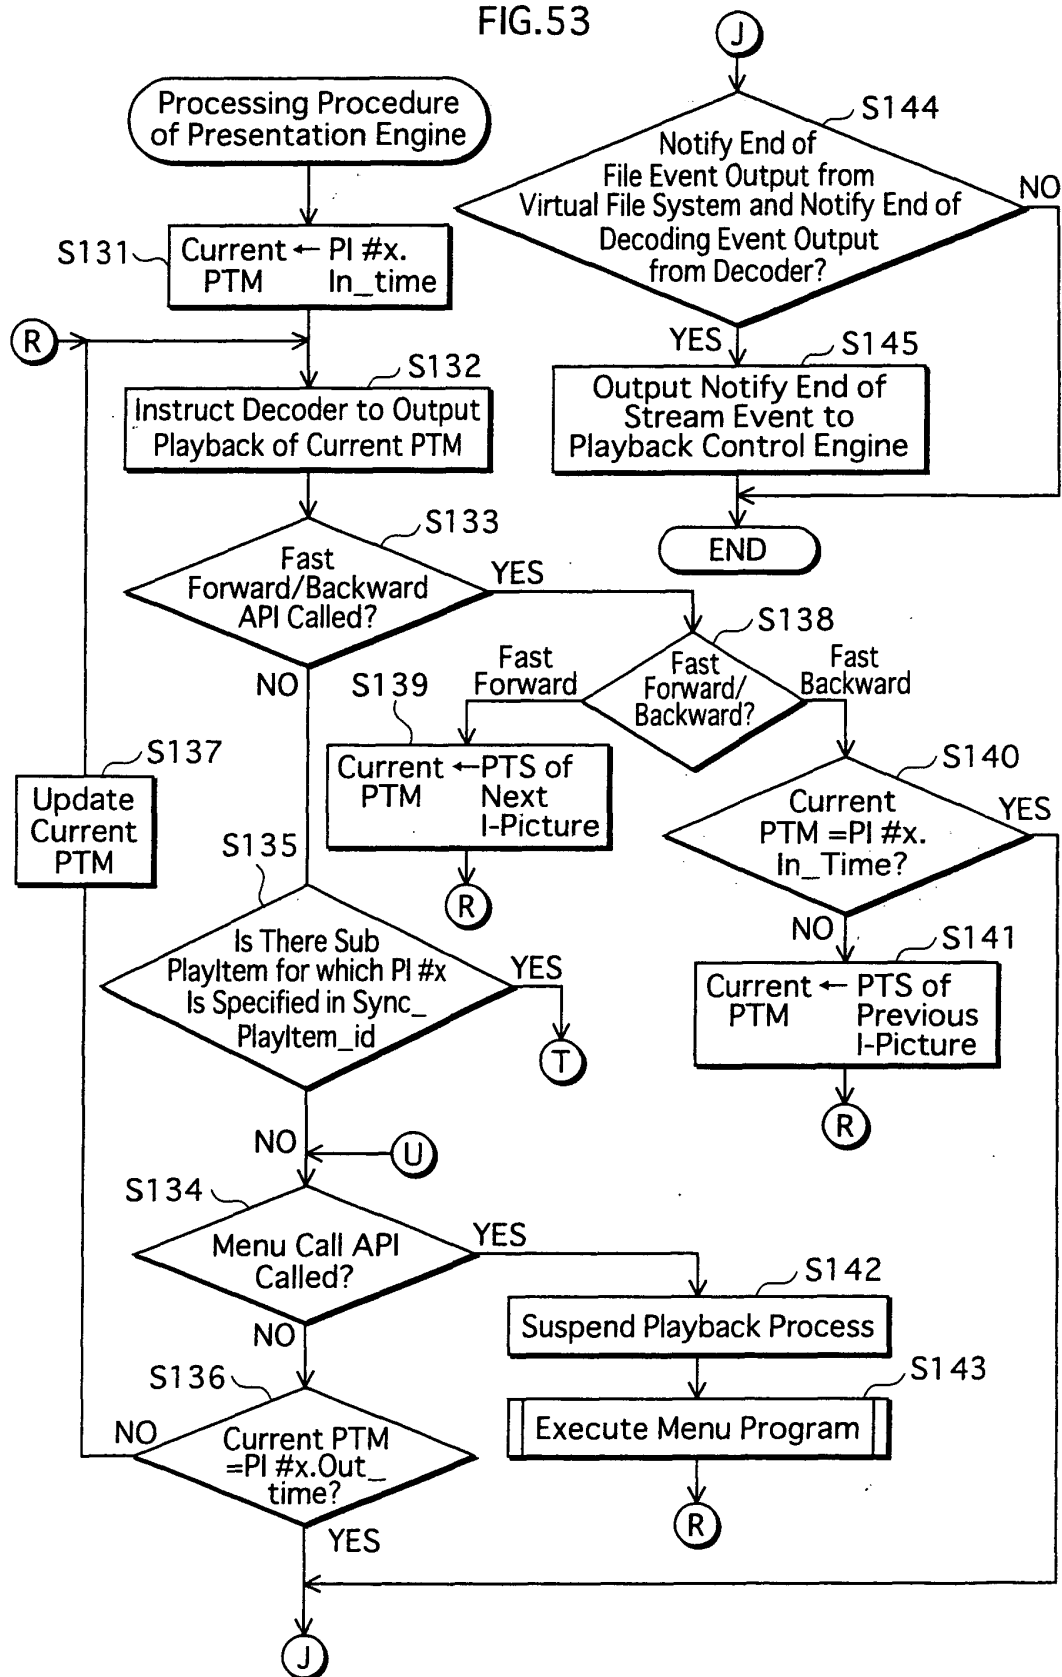 FIG.53
Processing Procedure
of Presentation Engine
S131
Current ← PI #x.
PTM In_time
R
S132
Instruct Decoder to Output
Playback of Current PTM
S133
Fast
Forward/Backward
API Called?
YES
NO
S138
Fast
Forward/
Backward?
Fast
Forward
Fast
Backward
S139
Current ← PTS of
PTM Next
I-Picture
R
S140
Current
PTM =PI #x.
In_Time?
YES
NO
S141
Current ← PTS of
PTM Previous
I-Picture
R
S137
Update
Current
PTM
S135
Is There Sub
PlayItem for which PI #x
Is Specified in Sync_
PlayItem_id
YES
T
NO
U
S134
Menu Call API
Called?
YES
NO
S142
Suspend Playback Process
S143
Execute Menu Program
R
S136
Current PTM
=PI #x.Out_
time?
NO
YES
J
J
S144
Notify End of
File Event Output from
Virtual File System and Notify End of
Decoding Event Output
from Decoder?
NO
YES
S145
Output Notify End of
Stream Event to
Playback Control Engine
END